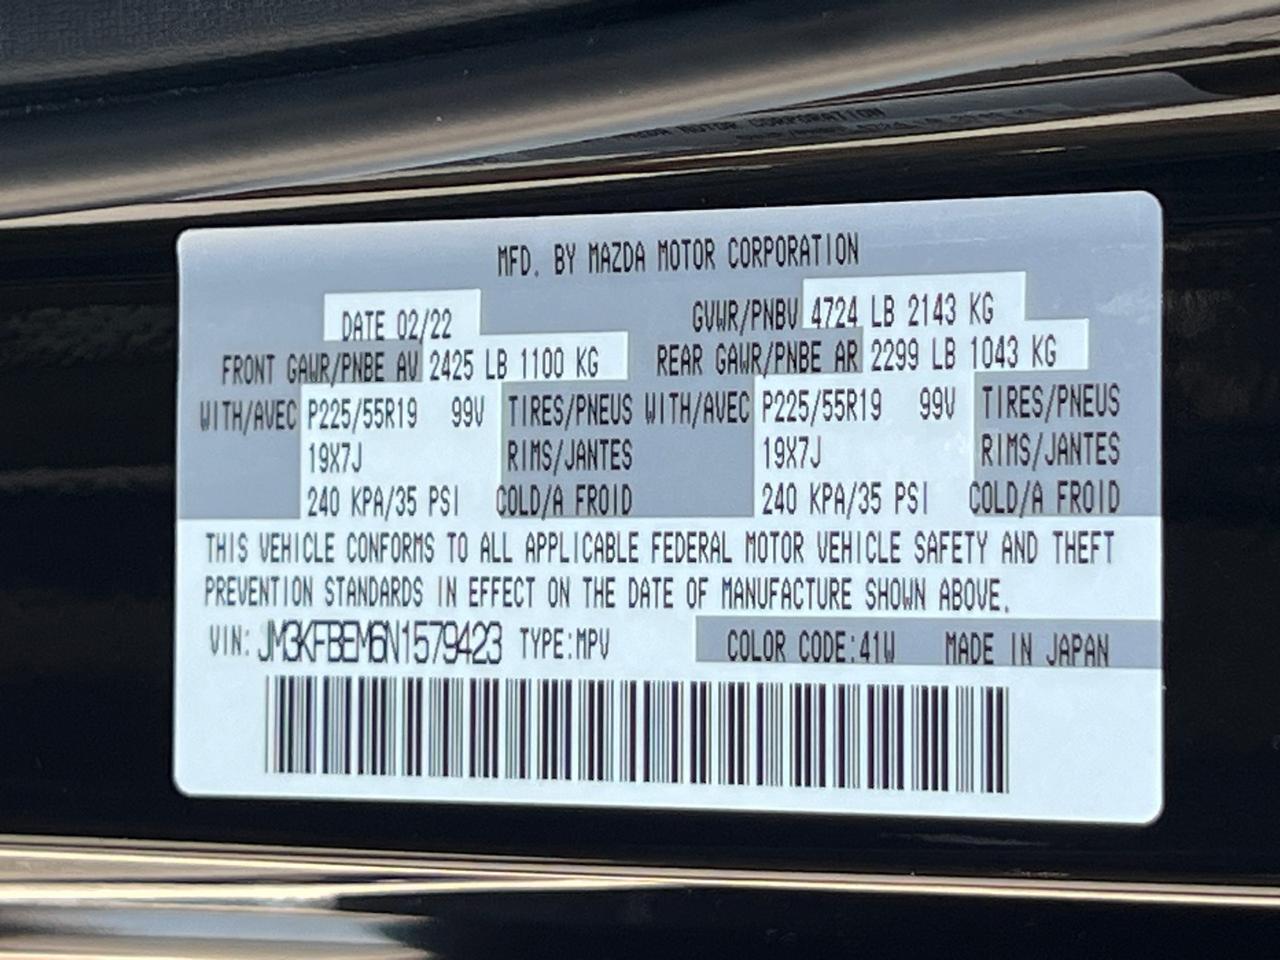 MFD. BY MAZDA MOTOR CORPORATION
DATE 02/22 GVWR/PNBV 4724 LB 2143 KG
FRONT GAWR/PNBE AV 2425 LB 1100 KG REAR GAWR/PNBE AR 2299 LB 1043 KG
WITH/AVEC P225/55R19 99V TIRES/PNEUS WITH/AVEC P225/55R19 99V TIRES/PNEUS
19X7J RIMS/JANTES 19X7J RIMS/JANTES
240 KPA/35 PSI COLD/A FROID 240 KPA/35 PSI COLD/A FROID
THIS VEHICLE CONFORMS TO ALL APPLICABLE FEDERAL MOTOR VEHICLE SAFETY AND THEFT
PREVENTION STANDARDS IN EFFECT ON THE DATE OF MANUFACTURE SHOWN ABOVE.
VIN: JM3KFBEM6N1579423 TYPE:MPV COLOR CODE:41W MADE IN JAPAN